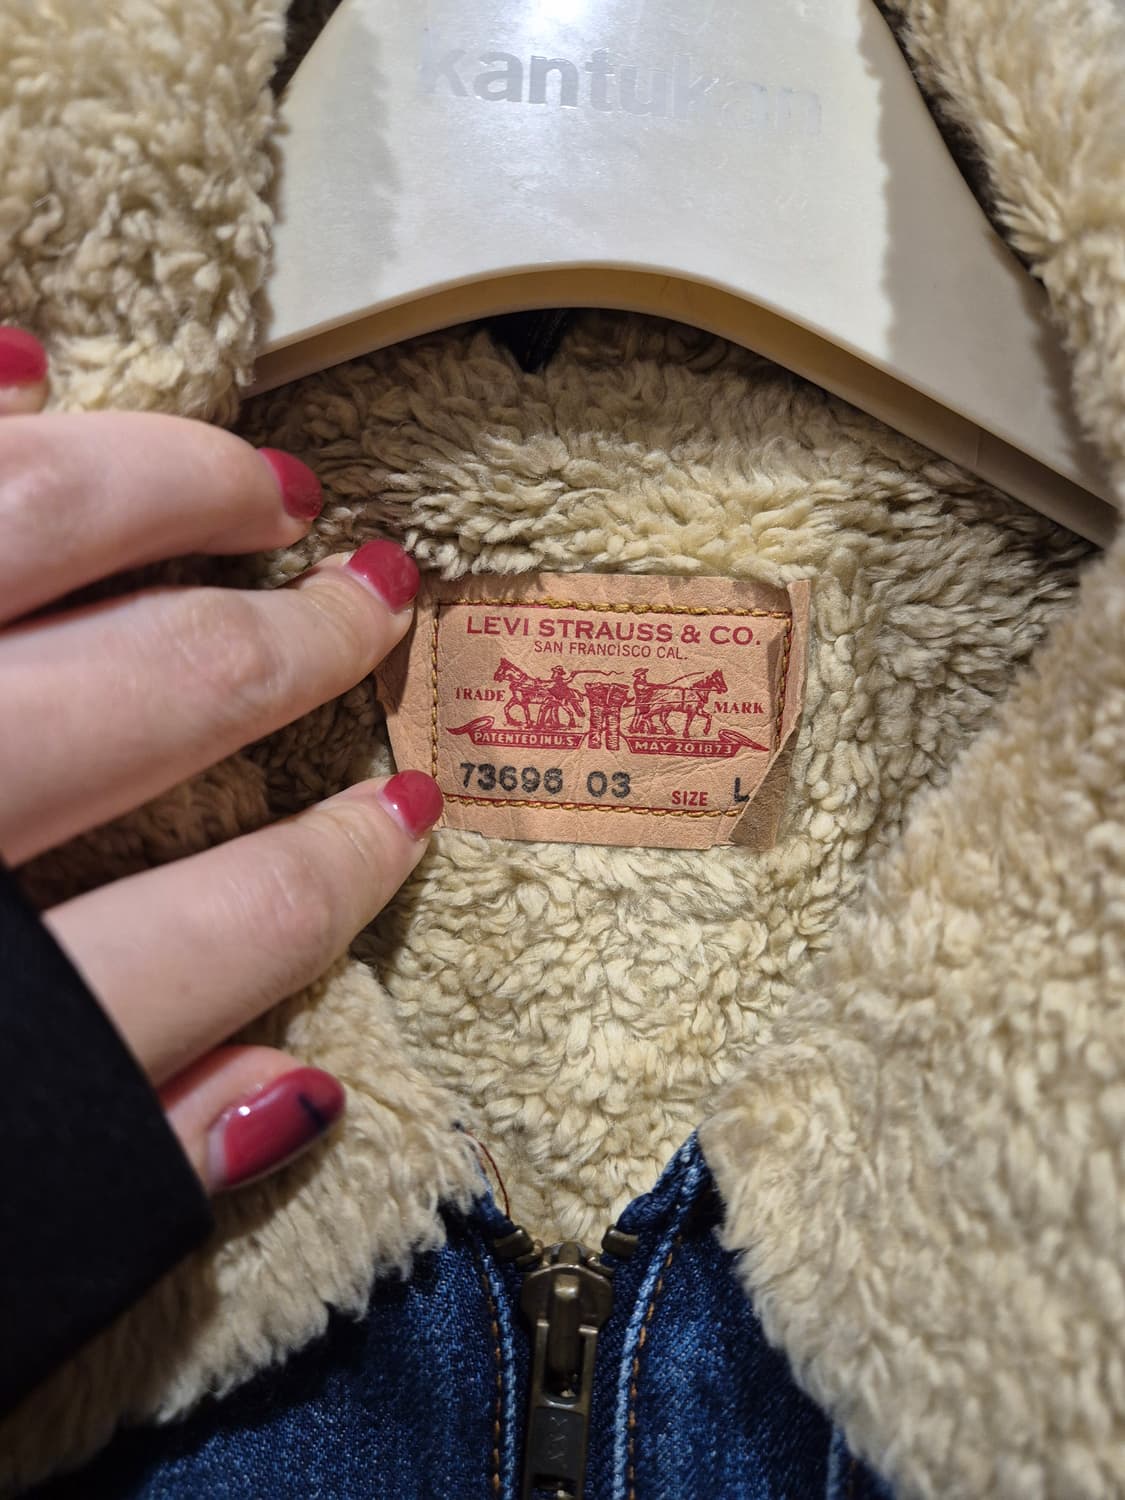 kantukan
LEVI STRAUSS & CO.
SAN FRANCISCO CAL.
TRADE MARK
PATENTED IN U.S. MAY 20 1873
73696 03 SIZE L